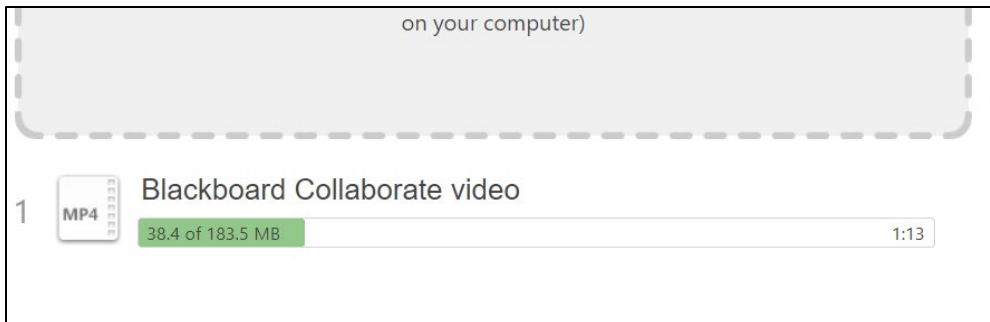 on your computer)
1
MP4
Blackboard Collaborate video
38.4 of 183.5 MB
1:13